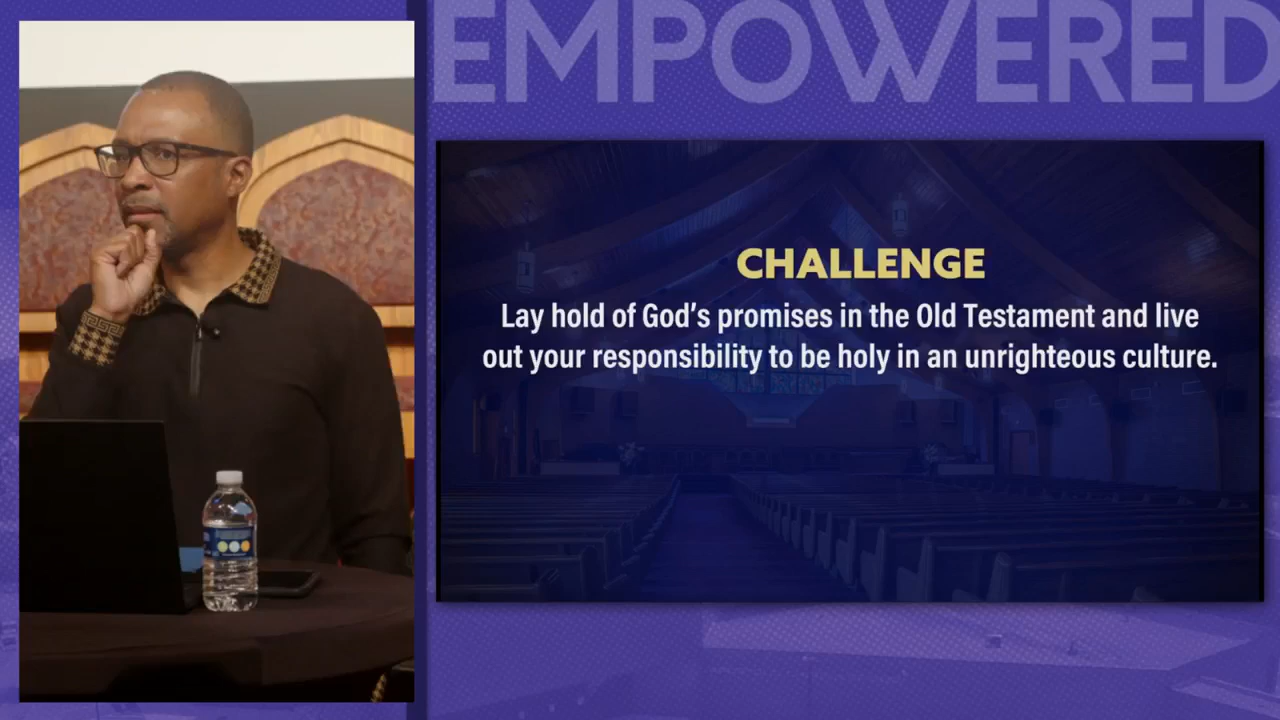 EMPOWERED
CHALLENGE
Lay hold of God's promises in the Old Testament and live
out your responsibility to be holy in an unrighteous culture.